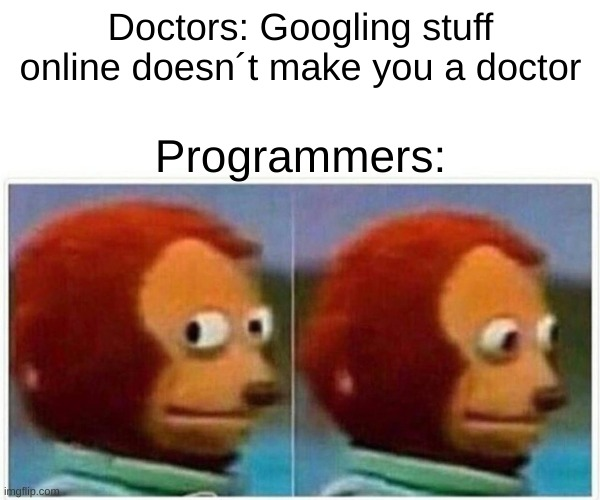 Doctors: Googling stuff
online doesn´t make you a doctor
Programmers:
imgflip.com